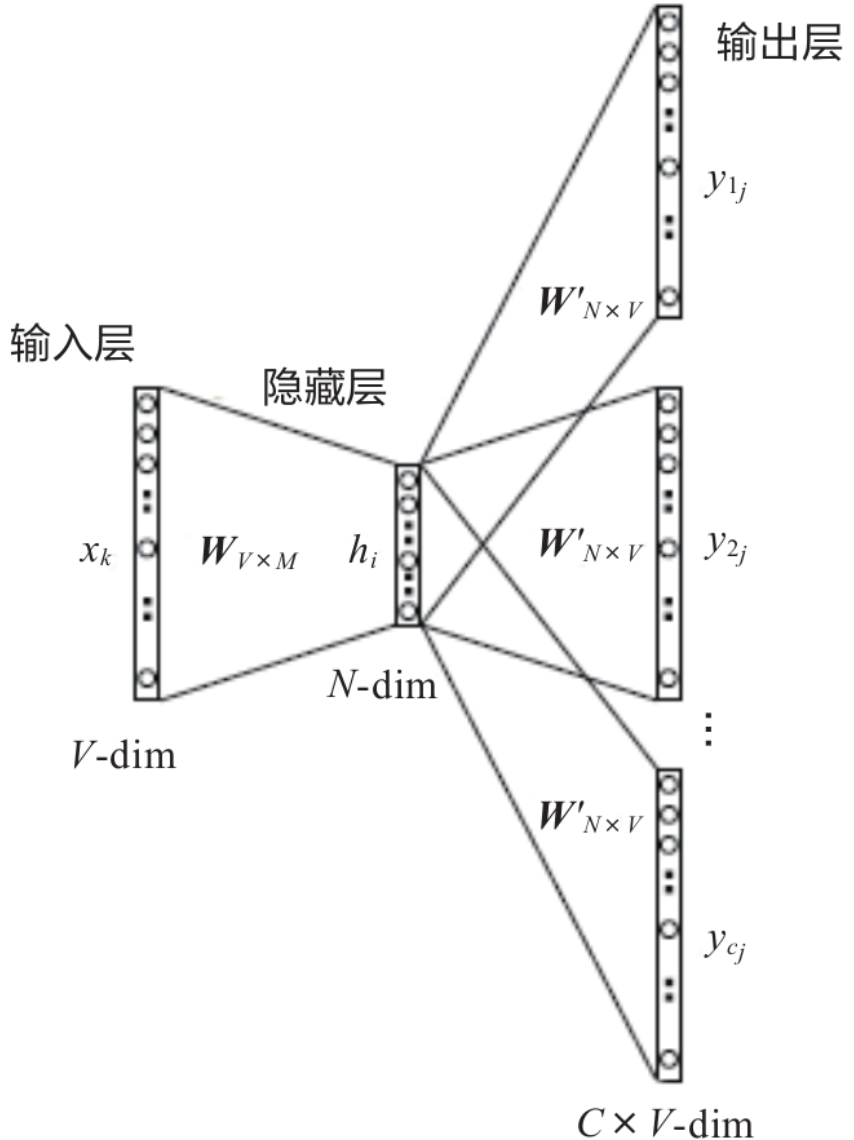 输出层
y1j
W'N×V
输入层
隐藏层
xk
WV×M
hi
W'N×V
y2j
N-dim
V-dim
⋮
W'N×V
ycj
C × V-dim